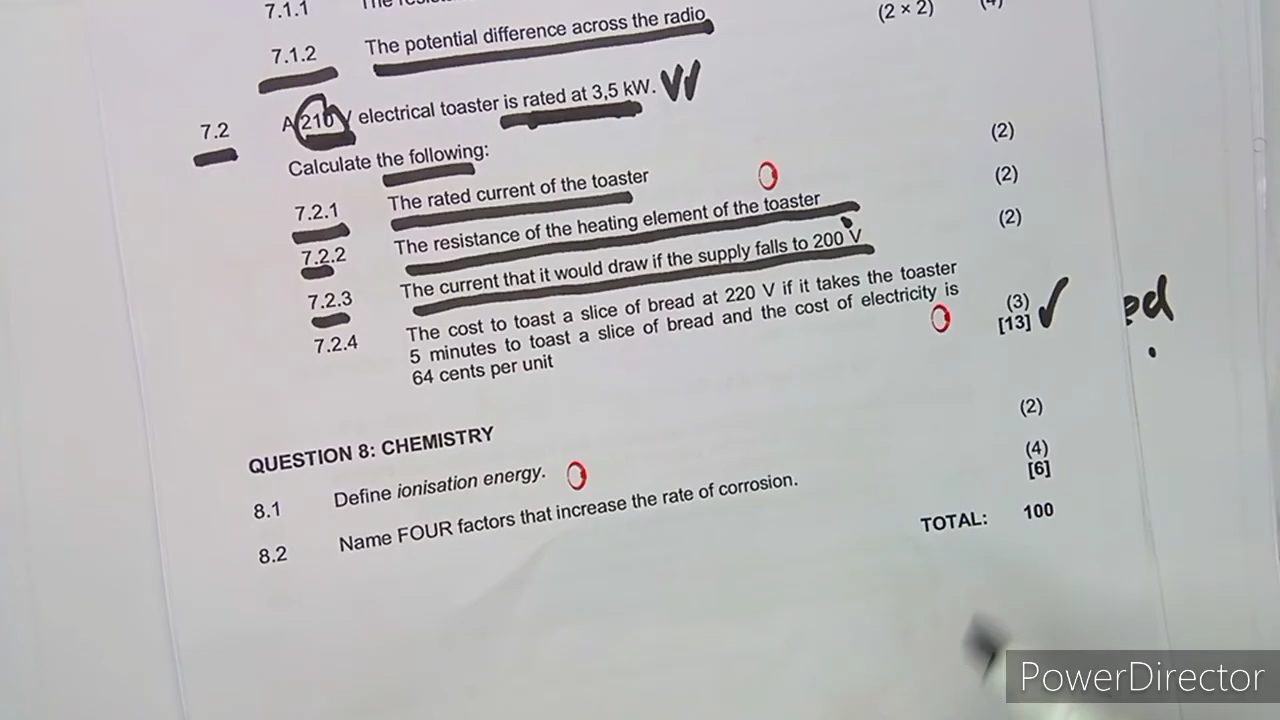 7.1.1
7.1.2 The potential difference across the radio (2 × 2) (4)
7.2 A 210 V electrical toaster is rated at 3,5 kW.
Calculate the following:
7.2.1 The rated current of the toaster (2)
7.2.2 The resistance of the heating element of the toaster (2)
7.2.3 The current that it would draw if the supply falls to 200 V (2)
7.2.4 The cost to toast a slice of bread at 220 V if it takes the toaster
5 minutes to toast a slice of bread and the cost of electricity is (3)
64 cents per unit [13]
QUESTION 8: CHEMISTRY
8.1 Define ionisation energy. (2)
8.2 Name FOUR factors that increase the rate of corrosion. (4)
[6]
TOTAL: 100
PowerDirector